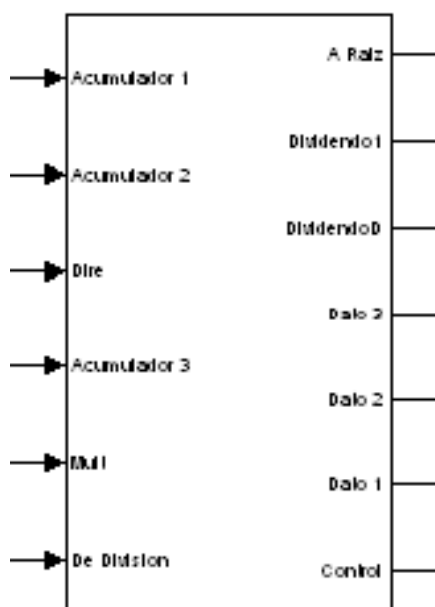 Acumulador 1
Acumulador 2
Dire
Acumulador 3
Mult
De Division
A Raiz
Dividendo1
DividendoD
Dato 3
Dato 2
Dato 1
Control